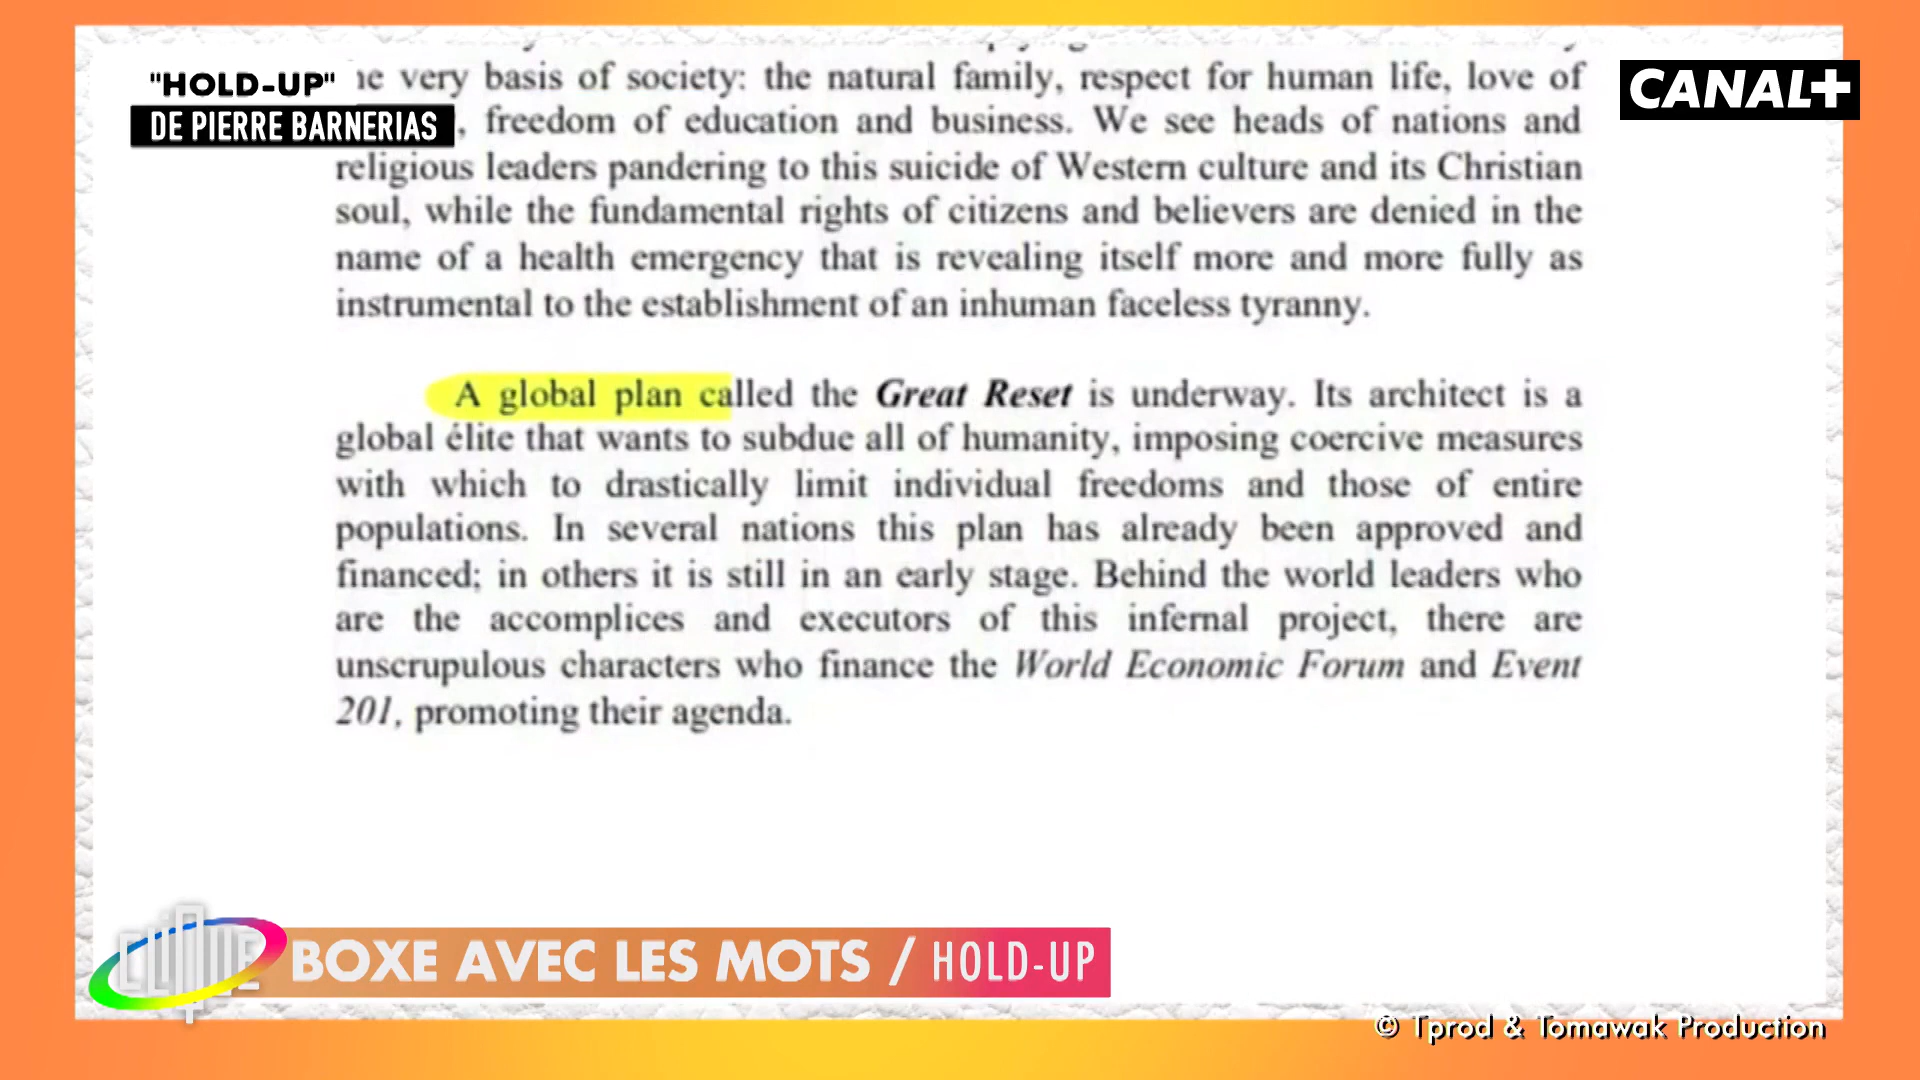 "HOLD-UP"
DE PIERRE BARNERIAS
CANAL+
he very basis of society: the natural family, respect for human life, love of
, freedom of education and business. We see heads of nations and
religious leaders pandering to this suicide of Western culture and its Christian
soul, while the fundamental rights of citizens and believers are denied in the
name of a health emergency that is revealing itself more and more fully as
instrumental to the establishment of an inhuman faceless tyranny.
A global plan called the Great Reset is underway. Its architect is a
global élite that wants to subdue all of humanity, imposing coercive measures
with which to drastically limit individual freedoms and those of entire
populations. In several nations this plan has already been approved and
financed; in others it is still in an early stage. Behind the world leaders who
are the accomplices and executors of this infernal project, there are
unscrupulous characters who finance the World Economic Forum and Event
201, promoting their agenda.
CLIQUE
BOXE AVEC LES MOTS / HOLD-UP
© Tprod & Tomawak Production